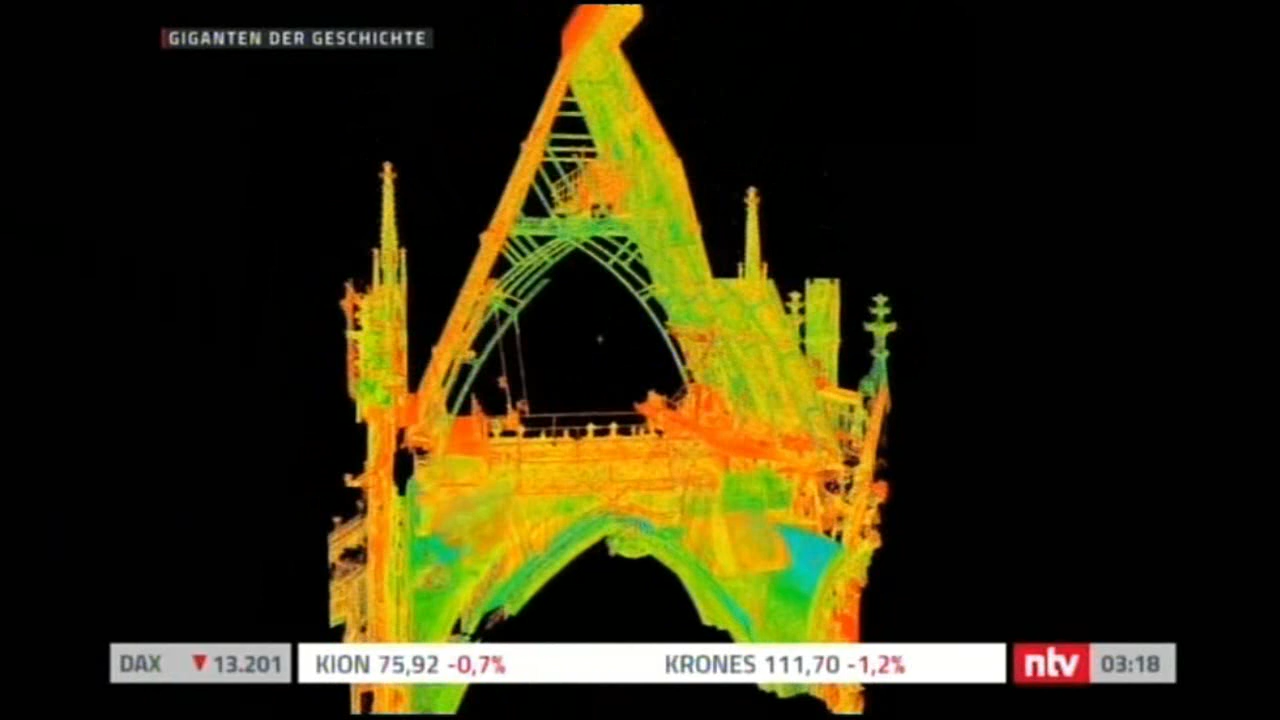 GIGANTEN DER GESCHICHTE
DAX ▼ 13.201 KION 75,92 -0,7% KRONES 111,70 -1,2% ntv 03:18